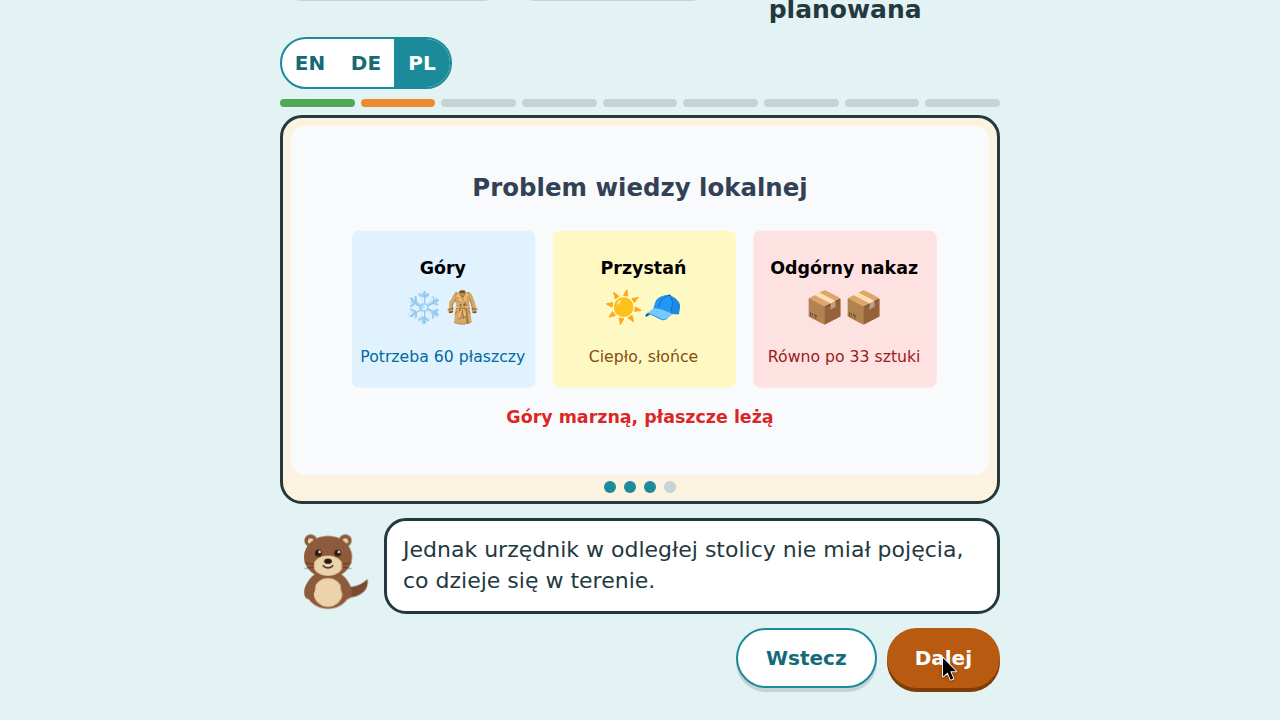 planowana
EN DE PL
Problem wiedzy lokalnej
Góry
Potrzeba 60 płaszczy
Przystań
Ciepło, słońce
Odgórny nakaz
Równo po 33 sztuki
Góry marzną, płaszcze leżą
Jednak urzędnik w odległej stolicy nie miał pojęcia,
co dzieje się w terenie.
Wstecz
Dalej